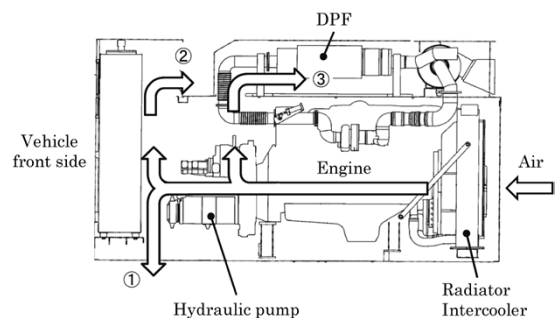 DPF
②
③
Vehicle
front side
Engine
Air
①
Hydraulic pump
Radiator
Intercooler